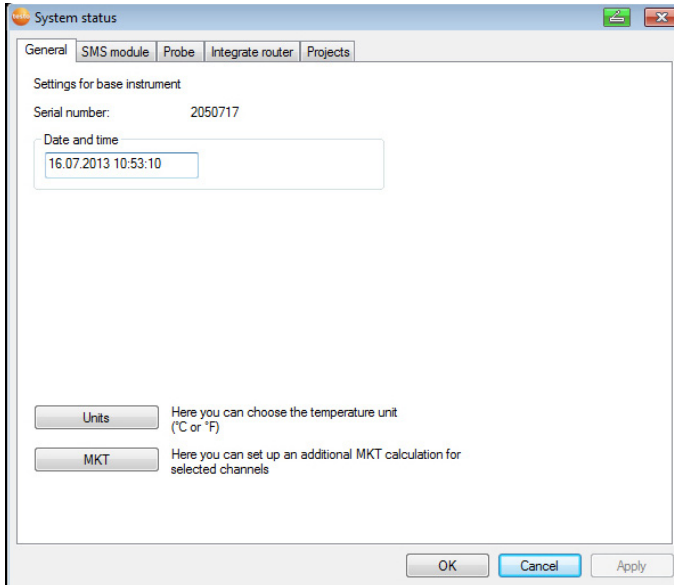 testo System status
General SMS module Probe Integrate router Projects
Settings for base instrument
Serial number: 2050717
Date and time
16.07.2013 10:53:10
Units Here you can choose the temperature unit
(°C or °F)
MKT Here you can set up an additional MKT calculation for
selected channels
OK Cancel Apply